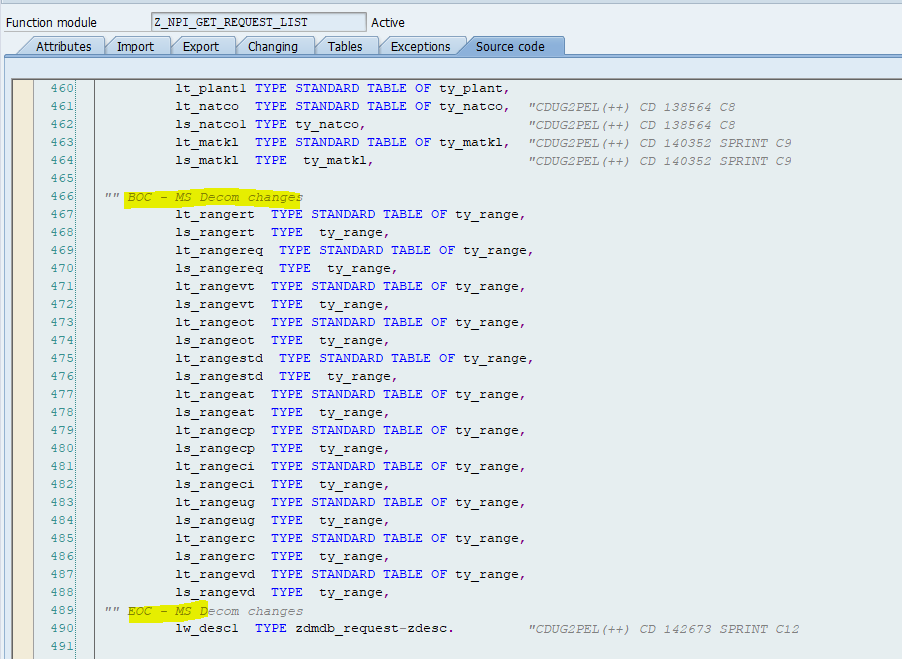 Function module Z_NPI_GET_REQUEST_LIST Active
Attributes Import Export Changing Tables Exceptions Source code
460 lt_plant1 TYPE STANDARD TABLE OF ty_plant,
461 lt_natco TYPE STANDARD TABLE OF ty_natco, "CDUG2PEL(++) CD 138564 C8
462 ls_natco1 TYPE ty_natco, "CDUG2PEL(++) CD 138564 C8
463 lt_matkl TYPE STANDARD TABLE OF ty_matkl, "CDUG2PEL(++) CD 140352 SPRINT C9
464 ls_matkl TYPE ty_matkl, "CDUG2PEL(++) CD 140352 SPRINT C9
465
466 "" BOC - MS Decom changes
467 lt_rangert TYPE STANDARD TABLE OF ty_range,
468 ls_rangert TYPE ty_range,
469 lt_rangereq TYPE STANDARD TABLE OF ty_range,
470 ls_rangereq TYPE ty_range,
471 lt_rangevt TYPE STANDARD TABLE OF ty_range,
472 ls_rangevt TYPE ty_range,
473 lt_rangeot TYPE STANDARD TABLE OF ty_range,
474 ls_rangeot TYPE ty_range,
475 lt_rangestd TYPE STANDARD TABLE OF ty_range,
476 ls_rangestd TYPE ty_range,
477 lt_rangeat TYPE STANDARD TABLE OF ty_range,
478 ls_rangeat TYPE ty_range,
479 lt_rangecp TYPE STANDARD TABLE OF ty_range,
480 ls_rangecp TYPE ty_range,
481 lt_rangeci TYPE STANDARD TABLE OF ty_range,
482 ls_rangeci TYPE ty_range,
483 lt_rangeug TYPE STANDARD TABLE OF ty_range,
484 ls_rangeug TYPE ty_range,
485 lt_rangerc TYPE STANDARD TABLE OF ty_range,
486 ls_rangerc TYPE ty_range,
487 lt_rangevd TYPE STANDARD TABLE OF ty_range,
488 ls_rangevd TYPE ty_range,
489 "" EOC - MS Decom changes
490 lw_desc1 TYPE zdmdb_request-zdesc. "CDUG2PEL(++) CD 142673 SPRINT C12
491